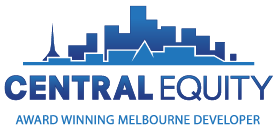 CENTRAL EQUITY
AWARD WINNING MELBOURNE DEVELOPER